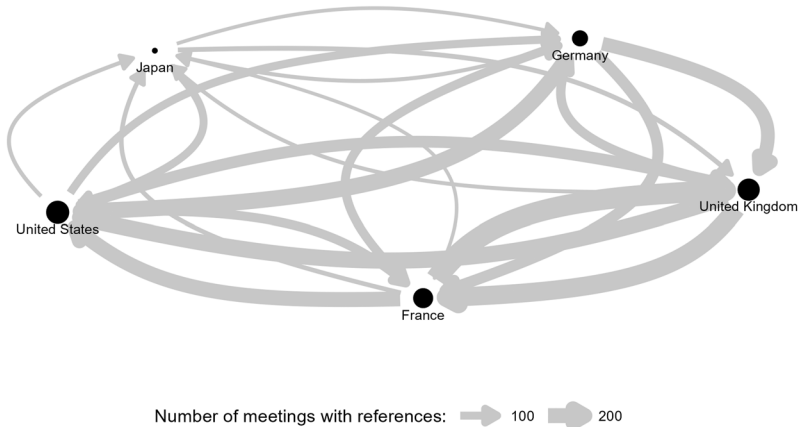 Japan
Germany
United States
United Kingdom
France
Number of meetings with references: 100 200